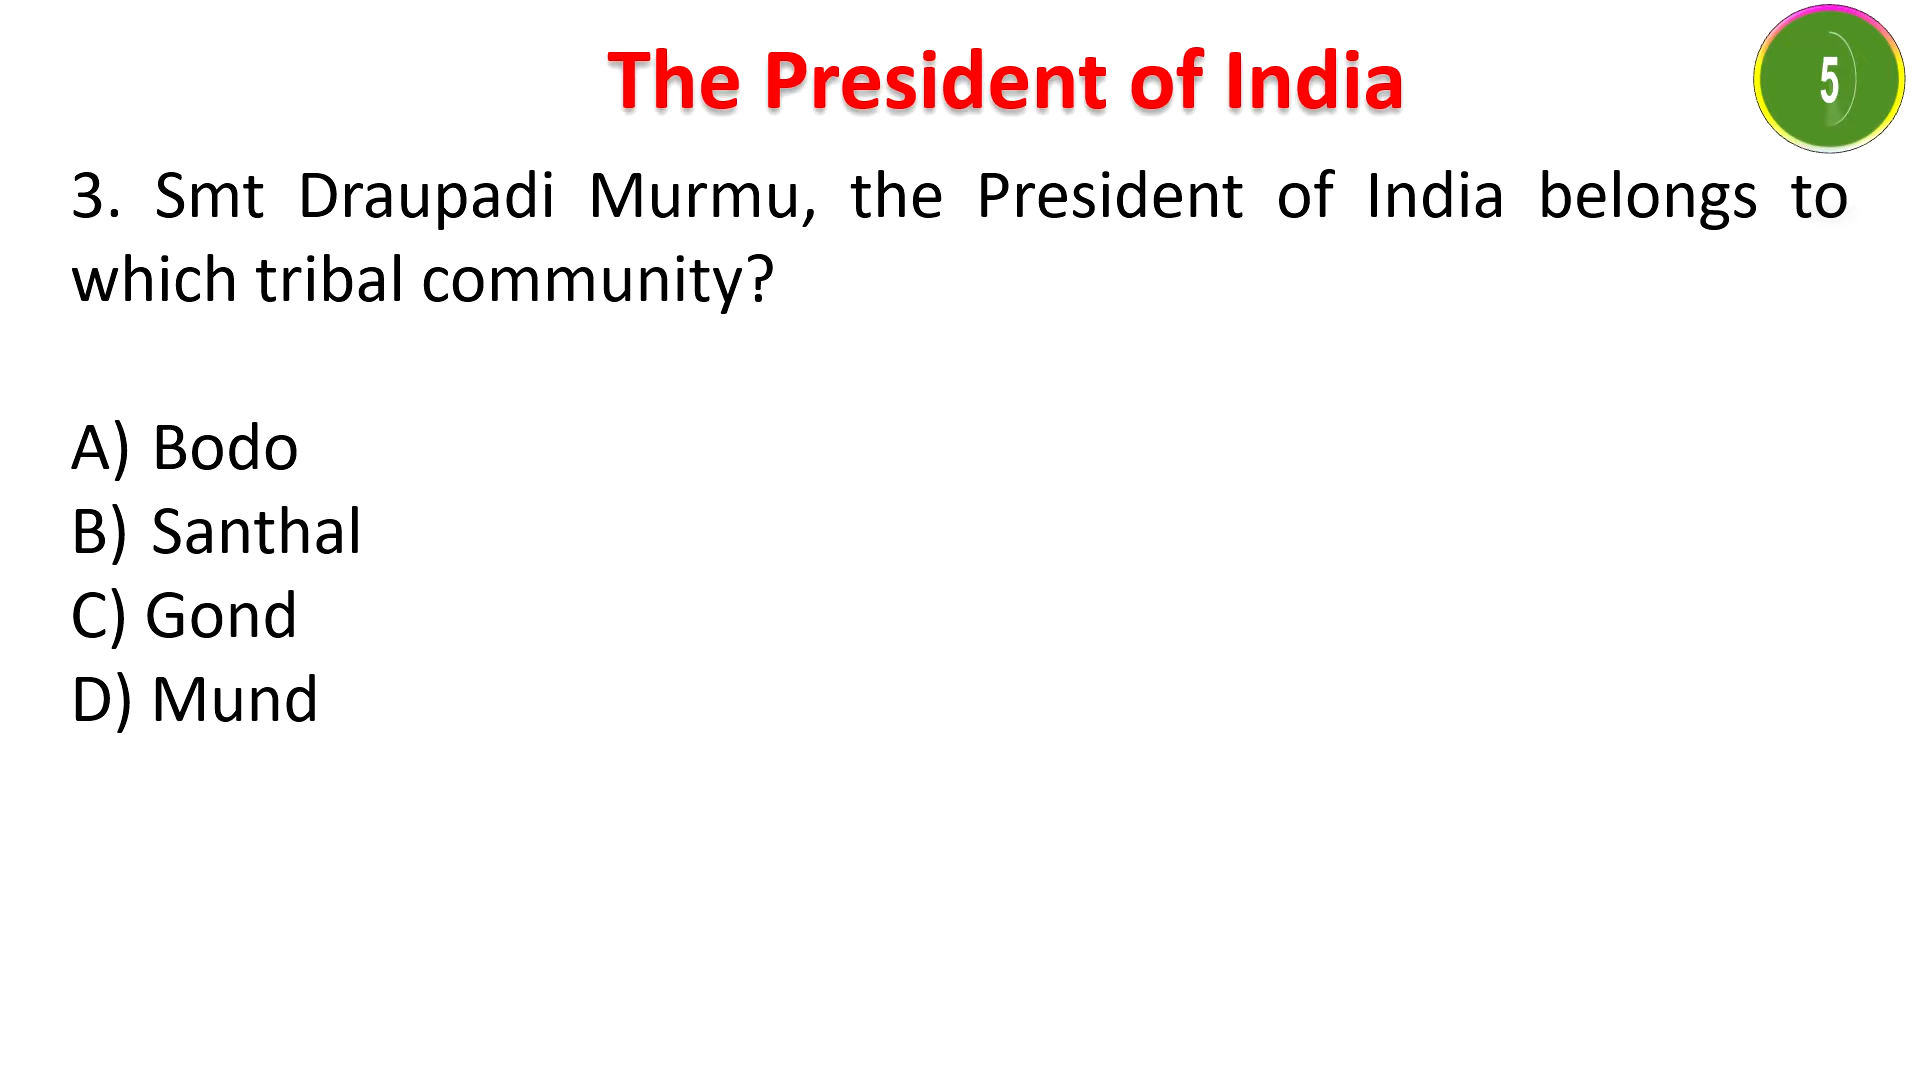 The President of India
5
3. Smt Draupadi Murmu, the President of India belongs to
which tribal community?
A) Bodo
B) Santhal
C) Gond
D) Mund